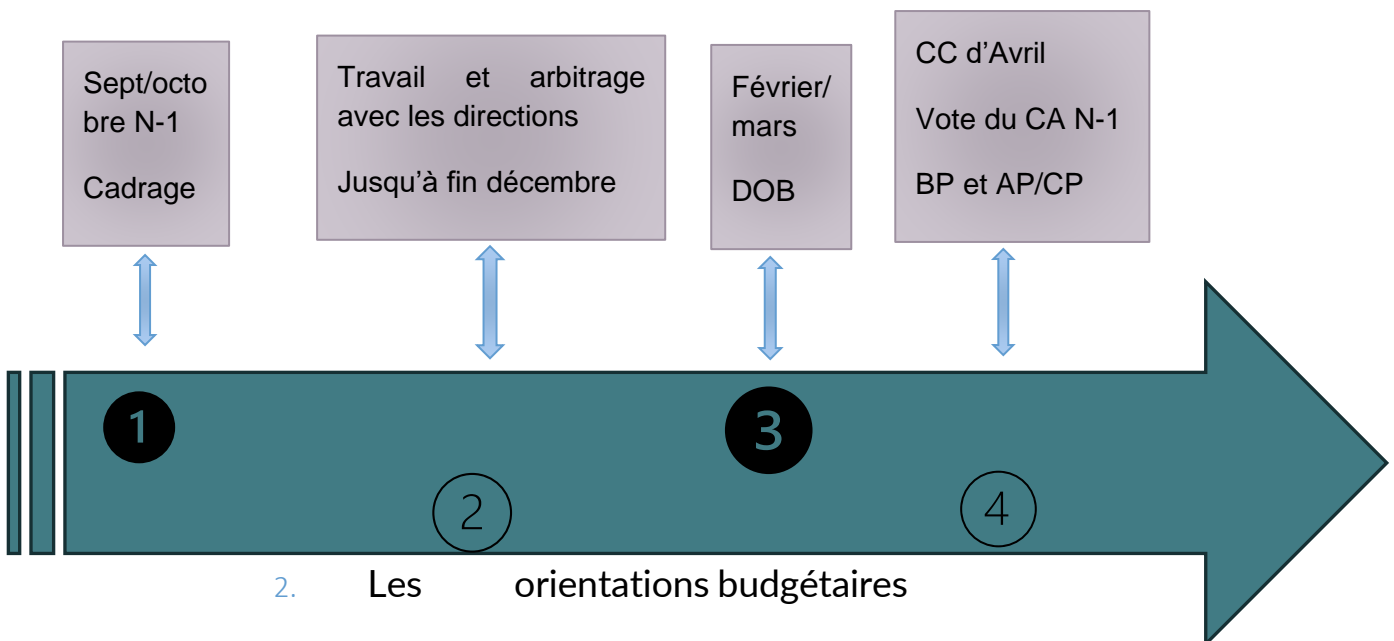 Sept/octo
bre N-1
Cadrage
Travail et arbitrage
avec les directions
Jusqu'à fin décembre
Février/
mars
DOB
CC d'Avril
Vote du CA N-1
BP et AP/CP
1
2
3
4
2. Les orientations budgétaires